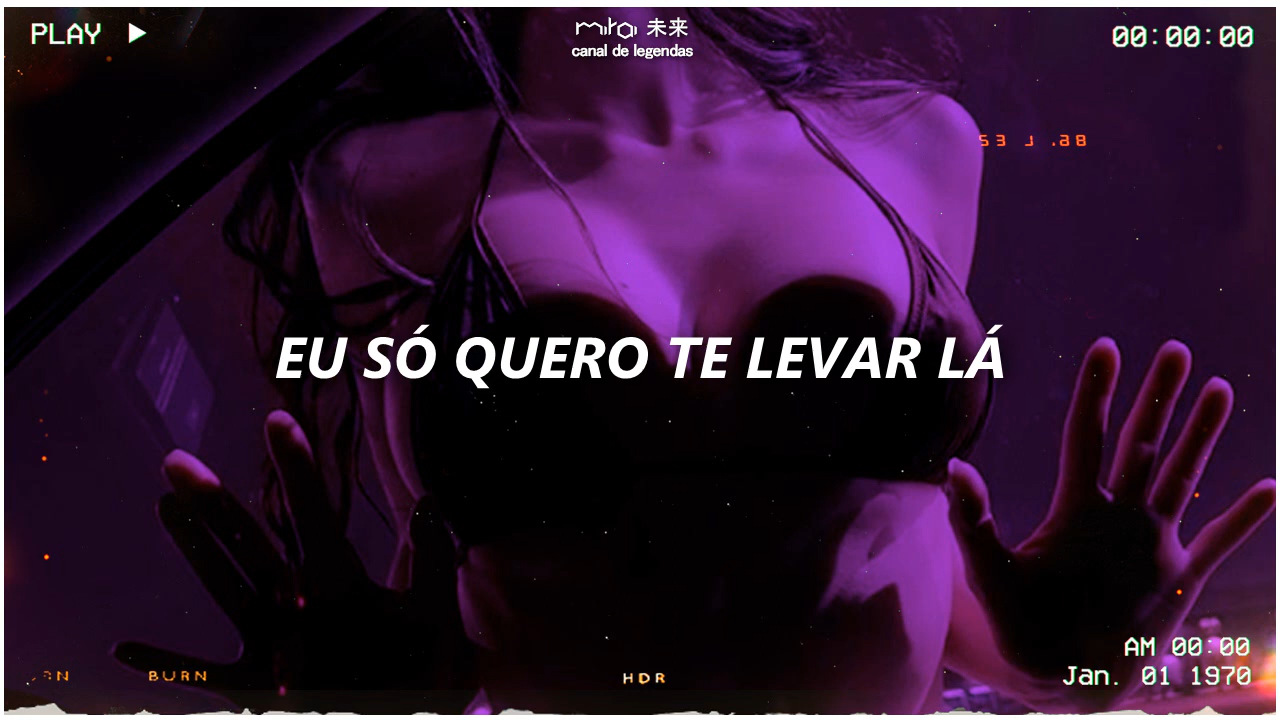 PLAY
mirai 未来
00:00:00
canal de legendas
EU SÓ QUERO TE LEVAR LÁ
AM 00:00
BURN
HDR
Jan. 01 1970